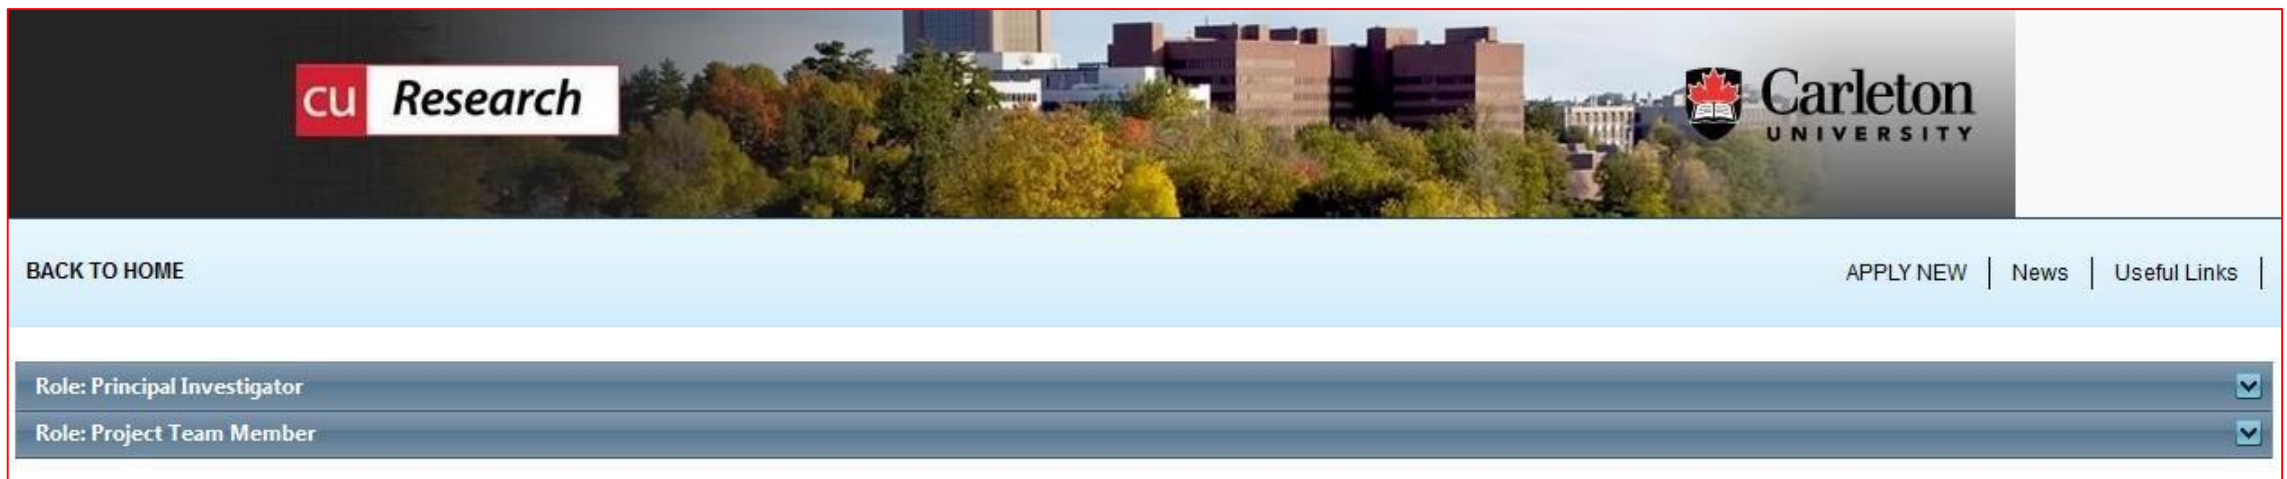 cu Research
Carleton
UNIVERSITY
BACK TO HOME
APPLY NEW | News | Useful Links |
Role: Principal Investigator
Role: Project Team Member